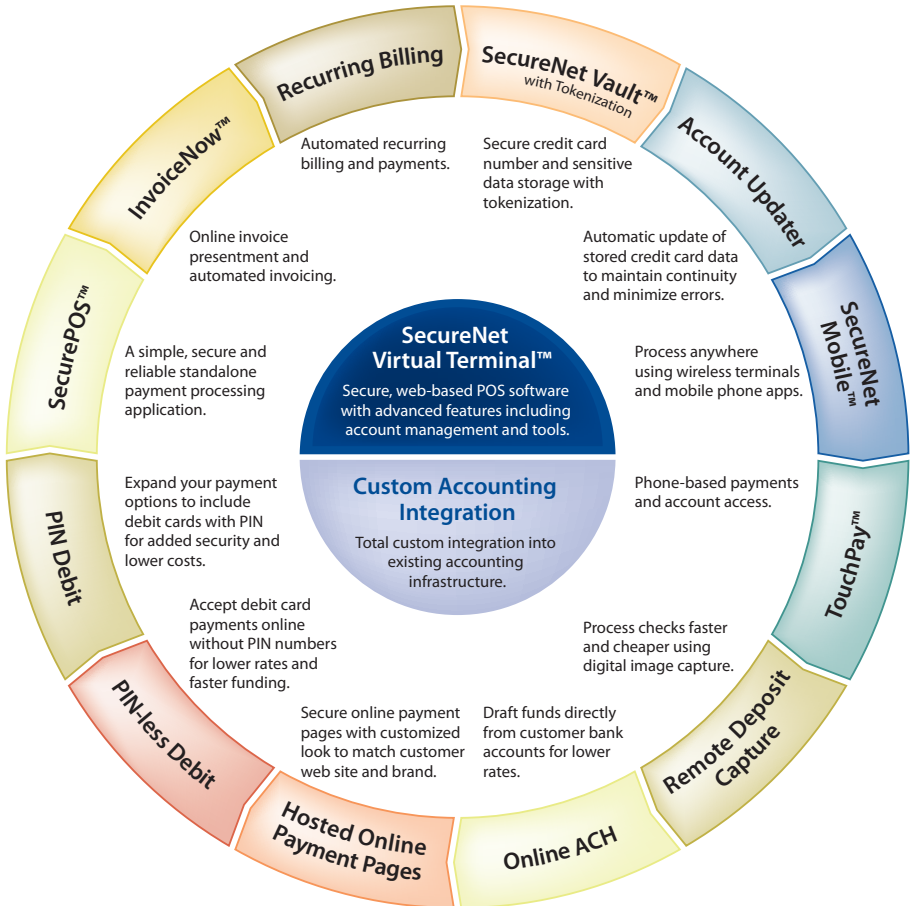 Recurring Billing
Automated recurring
billing and payments.
SecureNet Vault™
with Tokenization
Secure credit card
number and sensitive
data storage with
tokenization.
Account Updater
Automatic update of
stored credit card data
to maintain continuity
and minimize errors.
SecureNet
Mobile™
Process anywhere
using wireless terminals
and mobile phone apps.
TouchPay™
Phone-based payments
and account access.
Remote Deposit
Capture
Process checks faster
and cheaper using
digital image capture.
Online ACH
Draft funds directly
from customer bank
accounts for lower
rates.
Hosted Online
Payment Pages
Secure online payment
pages with customized
look to match customer
web site and brand.
PIN-less Debit
Accept debit card
payments online
without PIN numbers
for lower rates and
faster funding.
PIN Debit
Expand your payment
options to include
debit cards with PIN
for added security and
lower costs.
SecurePOS™
A simple, secure and
reliable standalone
payment processing
application.
InvoiceNow™
Online invoice
presentment and
automated invoicing.
SecureNet
Virtual Terminal™
Secure, web-based POS software
with advanced features including
account management and tools.
Custom Accounting
Integration
Total custom integration into
existing accounting
infrastructure.